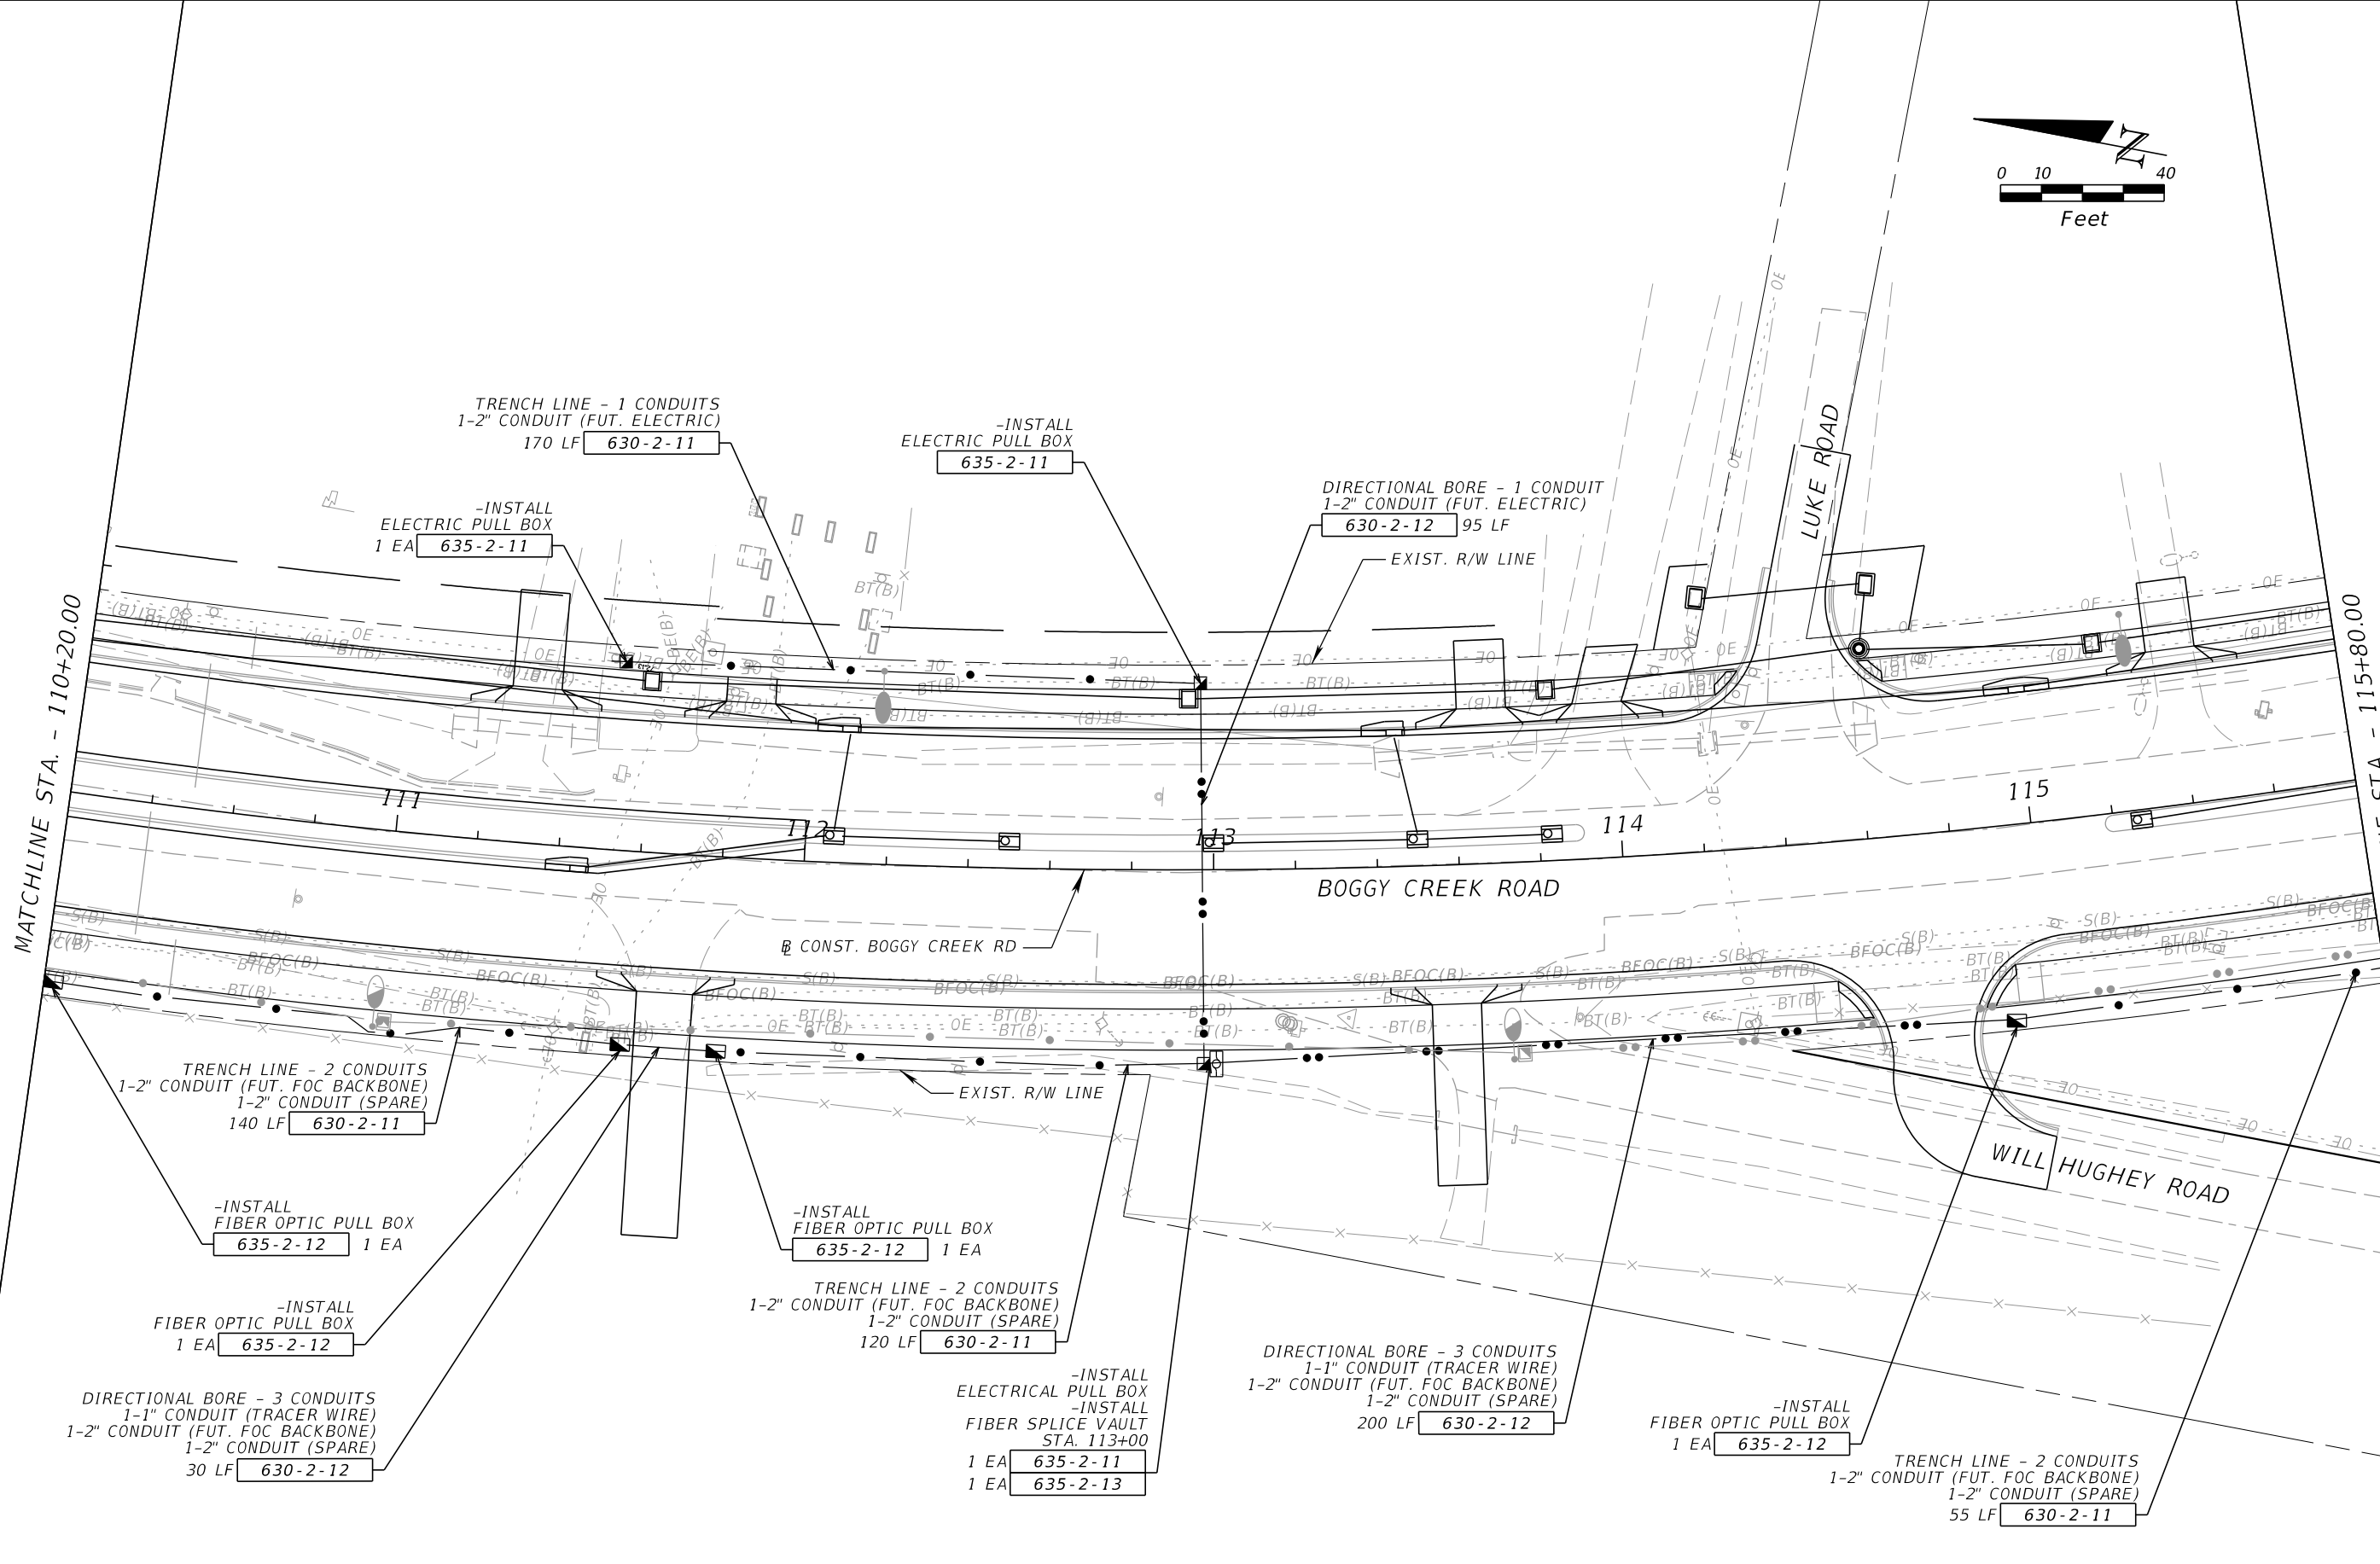 N
0 10 40
Feet
TRENCH LINE – 1 CONDUITS
1–2" CONDUIT (FUT. ELECTRIC)
170 LF 630-2-11
–INSTALL
ELECTRIC PULL BOX
635-2-11
–INSTALL
ELECTRIC PULL BOX
1 EA 635-2-11
DIRECTIONAL BORE – 1 CONDUIT
1–2" CONDUIT (FUT. ELECTRIC)
630-2-12 95 LF
EXIST. R/W LINE
LUKE ROAD
MATCHLINE STA. – 110+20.00
115+80.00
111
112
113
114
115
BOGGY CREEK ROAD
B CONST. BOGGY CREEK RD
EXIST. R/W LINE
WILL HUGHEY ROAD
TRENCH LINE – 2 CONDUITS
1–2" CONDUIT (FUT. FOC BACKBONE)
1–2" CONDUIT (SPARE)
140 LF 630-2-11
–INSTALL
FIBER OPTIC PULL BOX
635-2-12 1 EA
–INSTALL
FIBER OPTIC PULL BOX
1 EA 635-2-12
DIRECTIONAL BORE – 3 CONDUITS
1–1" CONDUIT (TRACER WIRE)
1–2" CONDUIT (FUT. FOC BACKBONE)
1–2" CONDUIT (SPARE)
30 LF 630-2-12
–INSTALL
FIBER OPTIC PULL BOX
635-2-12 1 EA
TRENCH LINE – 2 CONDUITS
1–2" CONDUIT (FUT. FOC BACKBONE)
1–2" CONDUIT (SPARE)
120 LF 630-2-11
–INSTALL
ELECTRICAL PULL BOX
–INSTALL
FIBER SPLICE VAULT
STA. 113+00
1 EA 635-2-11
1 EA 635-2-13
DIRECTIONAL BORE – 3 CONDUITS
1–1" CONDUIT (TRACER WIRE)
1–2" CONDUIT (FUT. FOC BACKBONE)
1–2" CONDUIT (SPARE)
200 LF 630-2-12
–INSTALL
FIBER OPTIC PULL BOX
1 EA 635-2-12
TRENCH LINE – 2 CONDUITS
1–2" CONDUIT (FUT. FOC BACKBONE)
1–2" CONDUIT (SPARE)
55 LF 630-2-11
OE
BT(B)
S(B)
BFOC(B)